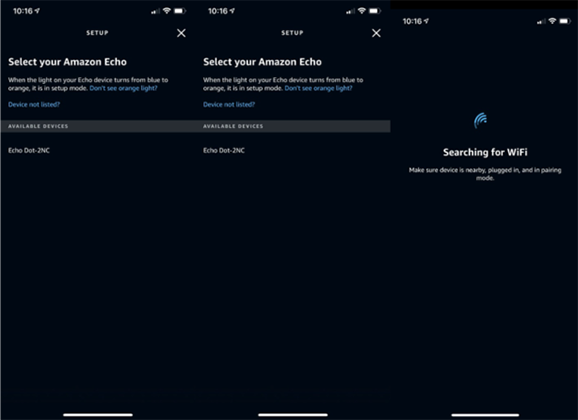 10:16
SETUP
Select your Amazon Echo
When the light on your Echo device turns from blue to
orange, it is in setup mode. Don't see orange light?
Device not listed?
AVAILABLE DEVICES
Echo Dot-2NC
10:16
SETUP
Select your Amazon Echo
When the light on your Echo device turns from blue to
orange, it is in setup mode. Don't see orange light?
Device not listed?
AVAILABLE DEVICES
Echo Dot-2NC
10:16
Searching for WiFi
Make sure device is nearby, plugged in, and in pairing
mode.